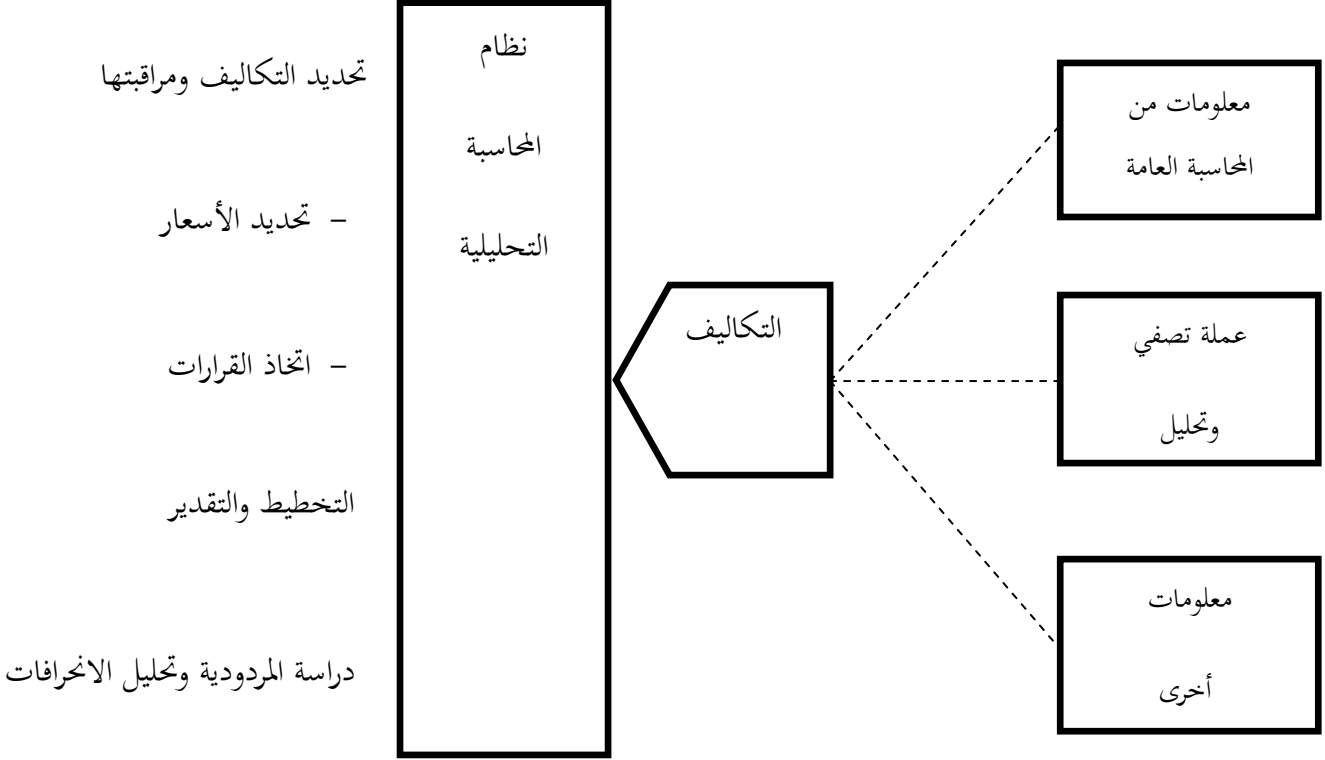 معلومات من
المحاسبة العامة
عملة تصفي
وتحليل
معلومات
أخرى
التكاليف
نظام
المحاسبة
التحليلية
تحديد التكاليف ومراقبتها
– تحديد الأسعار
– اتخاذ القرارات
التخطيط والتقدير
دراسة المردودية وتحليل الانحرافات